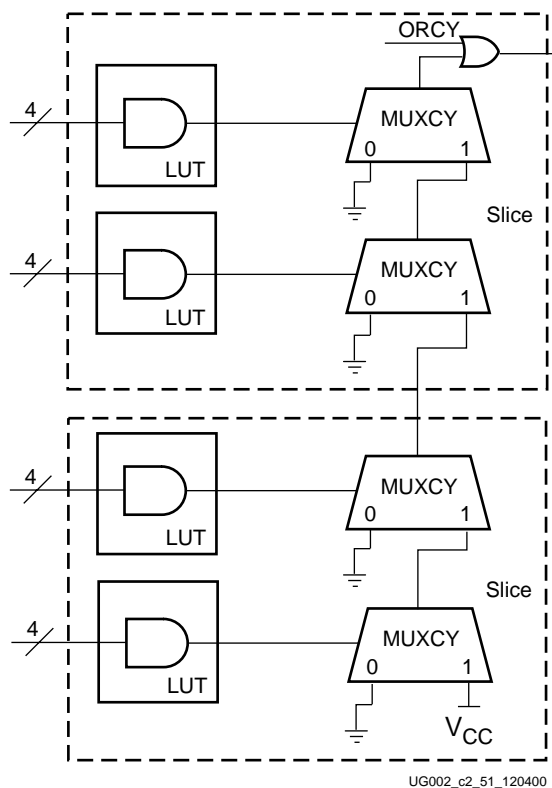 ORCY
4
LUT
MUXCY
0 1
Slice
4
LUT
MUXCY
0 1
4
LUT
MUXCY
0 1
Slice
4
LUT
MUXCY
0 1
VCC
UG002_c2_51_120400